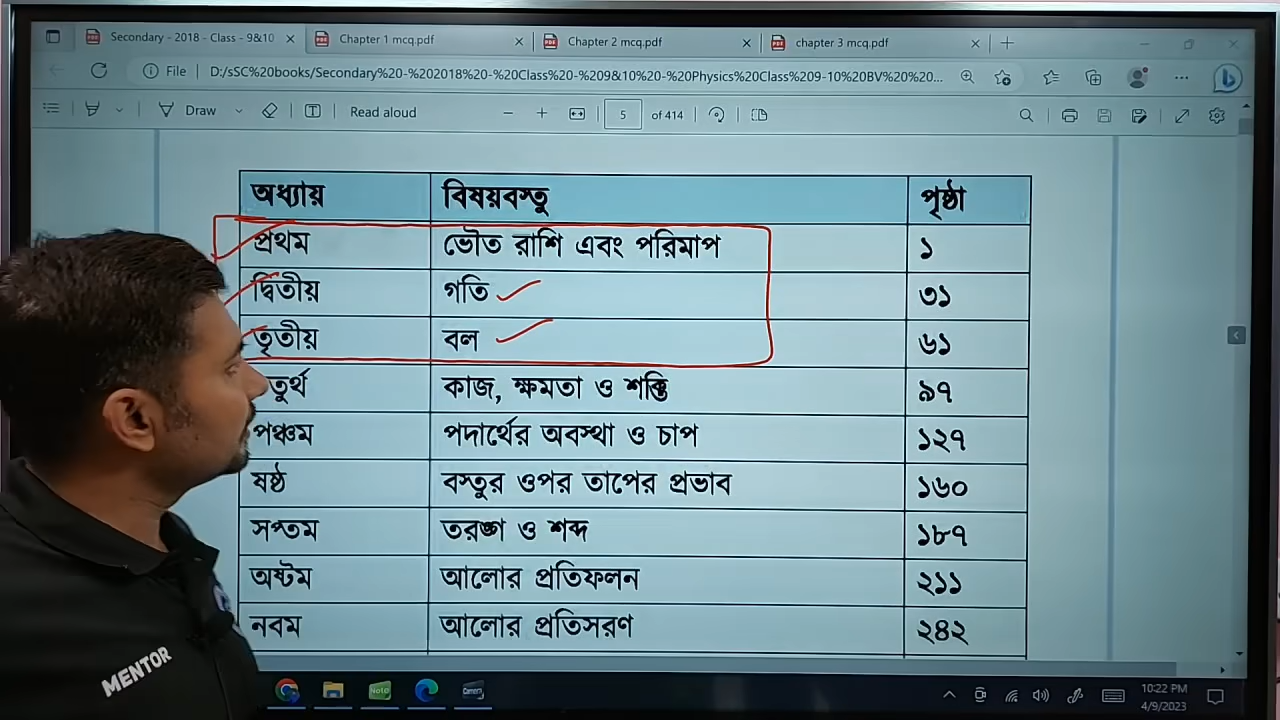 Secondary - 2018 - Class - 9&10
Chapter 1 mcq.pdf
Chapter 2 mcq.pdf
chapter 3 mcq.pdf
File D:/sSC%20books/Secondary%20-%202018%20-%20Class%20-%209&10%20-%20Physics%20Class%209-10%20BV%20%20...
Draw Read aloud 5 of 414
অধ্যায় বিষয়বস্তু পৃষ্ঠা
প্রথম ভৌত রাশি এবং পরিমাপ ১
দ্বিতীয় গতি ৩১
তৃতীয় বল ৬১
তুর্থ কাজ, ক্ষমতা ও শক্তি ৯৭
পঞ্চম পদার্থের অবস্থা ও চাপ ১২৭
ষষ্ঠ বস্তুর ওপর তাপের প্রভাব ১৬০
সপ্তম তরঙ্গ ও শব্দ ১৮৭
অষ্টম আলোর প্রতিফলন ২১১
নবম আলোর প্রতিসরণ ২৪২
MENTOR
Note
10:22 PM
4/9/2023